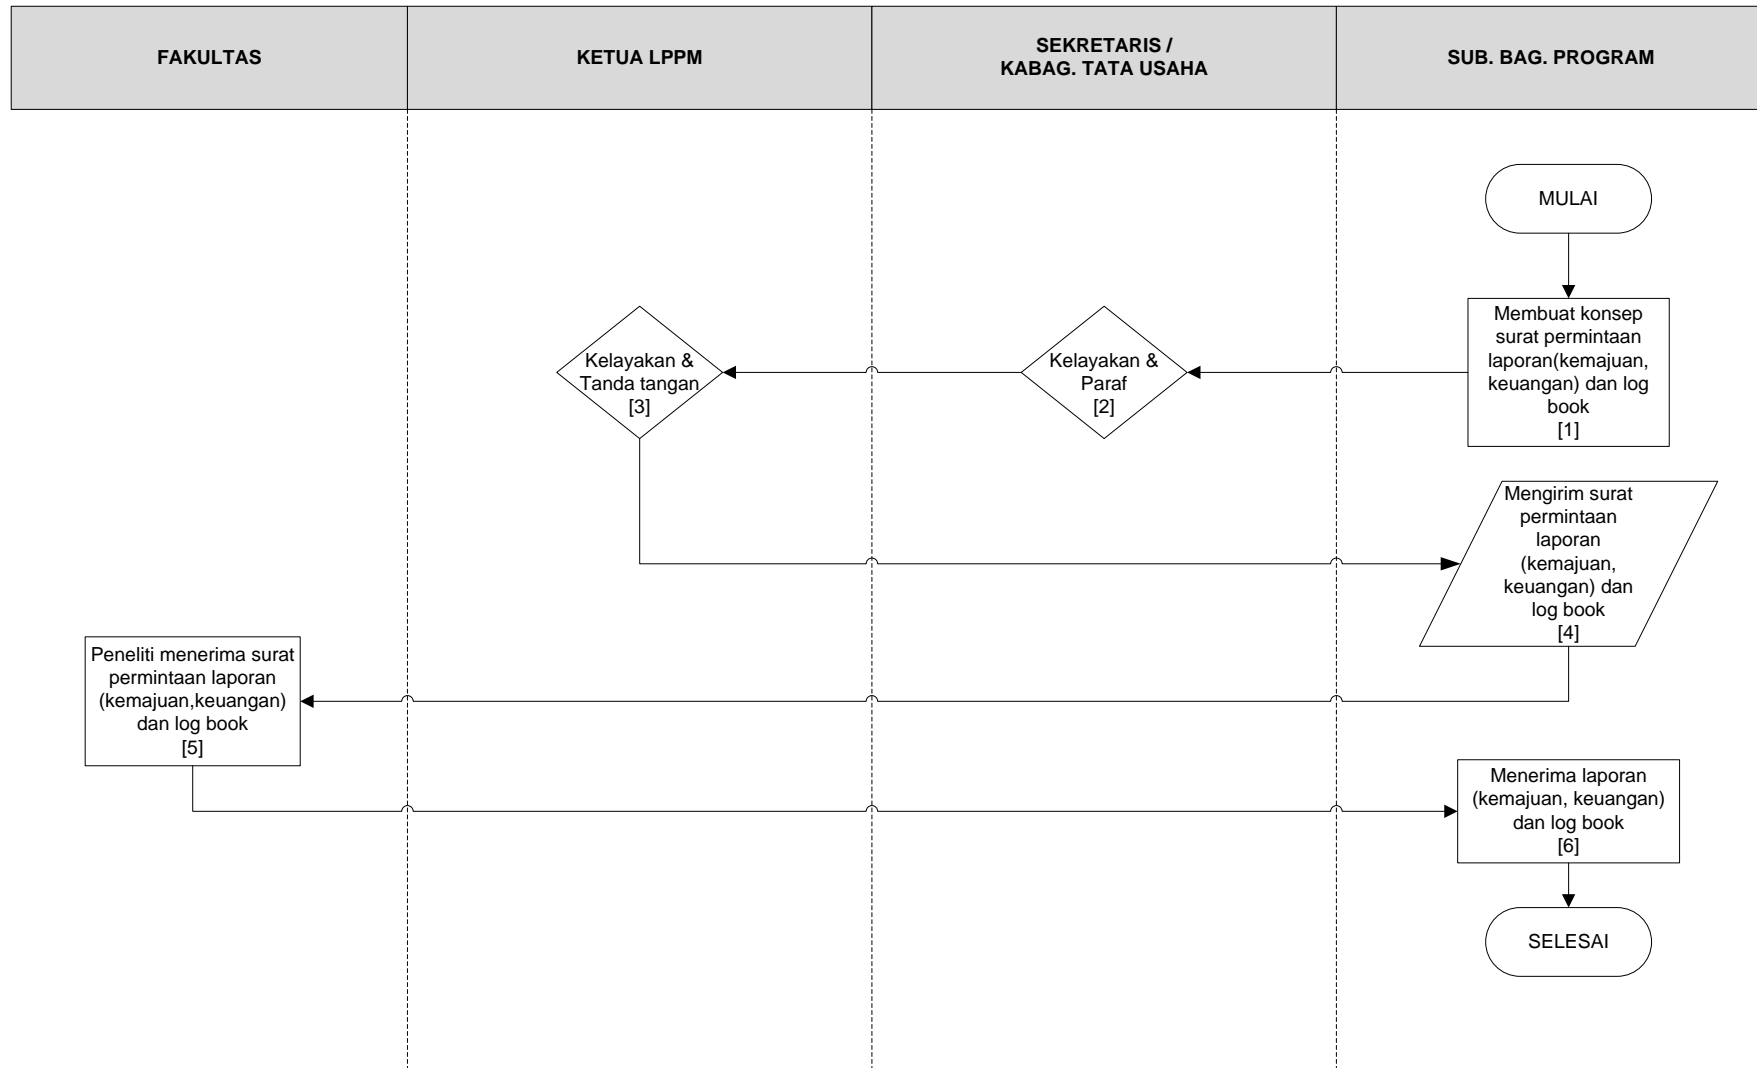 FAKULTAS
KETUA LPPM
SEKRETARIS /
KABAG. TATA USAHA
SUB. BAG. PROGRAM
MULAI
Membuat konsep
surat permintaan
laporan(kemajuan,
keuangan) dan log
book
[1]
Kelayakan &
Paraf
[2]
Kelayakan &
Tanda tangan
[3]
Mengirim surat
permintaan
laporan
(kemajuan,
keuangan) dan
log book
[4]
Peneliti menerima surat
permintaan laporan
(kemajuan,keuangan)
dan log book
[5]
Menerima laporan
(kemajuan, keuangan)
dan log book
[6]
SELESAI